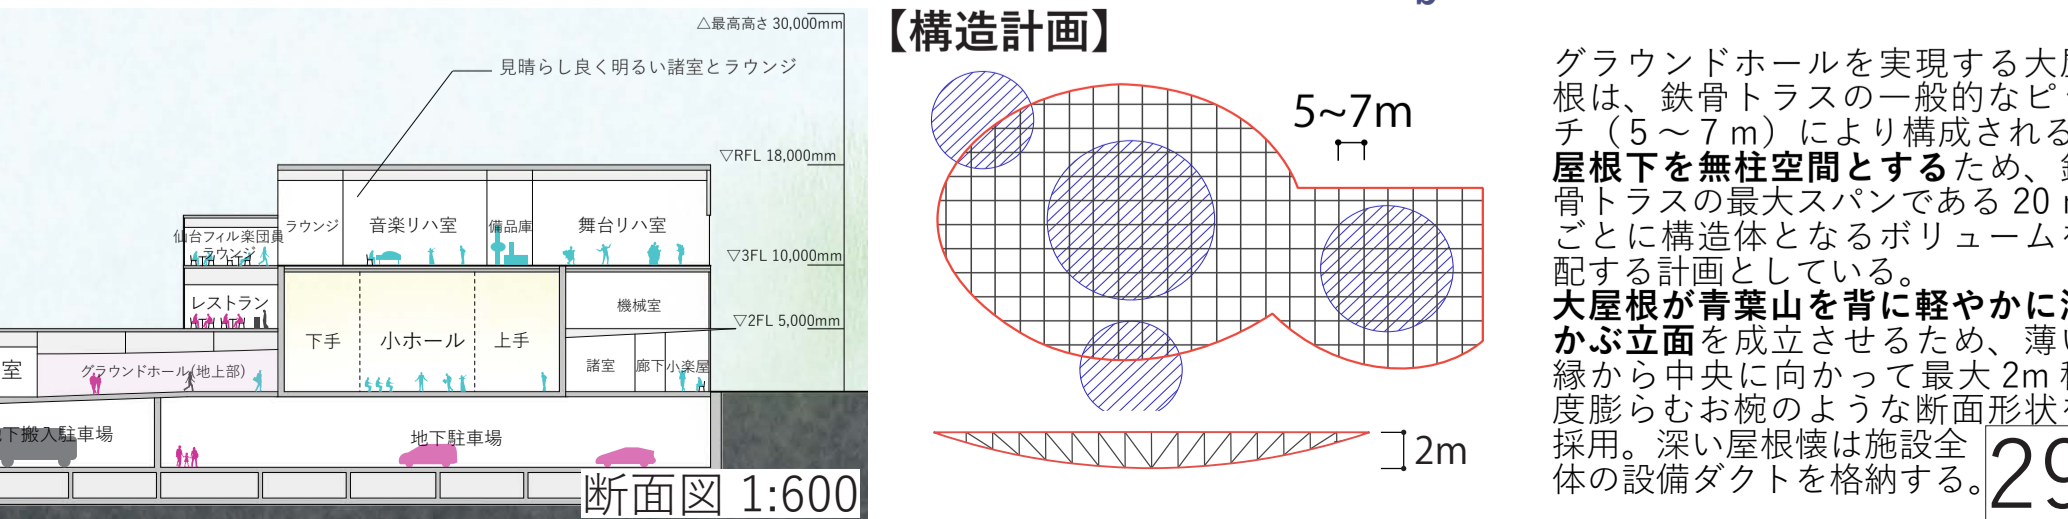 △最高高さ 30,000mm
見晴らし良く明るい諸室とラウンジ
▽RFL 18,000mm
ラウンジ
音楽リハ室
備品庫
舞台リハ室
仙台フィル楽団員
ラウンジ
▽3FL 10,000mm
レストラン
機械室
▽2FL 5,000mm
下手
小ホール
上手
室
グラウンドホール(地上部)
諸室
廊下
小楽屋
下搬入駐車場
地下駐車場
断面図 1:600
【構造計画】
5~7m
2m
グラウンドホールを実現する大屋
根は、鉄骨トラスの一般的なピッ
チ（5～7ｍ）により構成される
屋根下を無柱空間とするため、鉄
骨トラスの最大スパンである 20
ごとに構造体となるボリュームを
配する計画としている。
大屋根が青葉山を背に軽やかに浮
かぶ立面を成立させるため、薄い
縁から中央に向かって最大 2m 程
度膨らむお椀のような断面形状を
採用。深い屋根懐は施設全
体の設備ダクトを格納する。
29